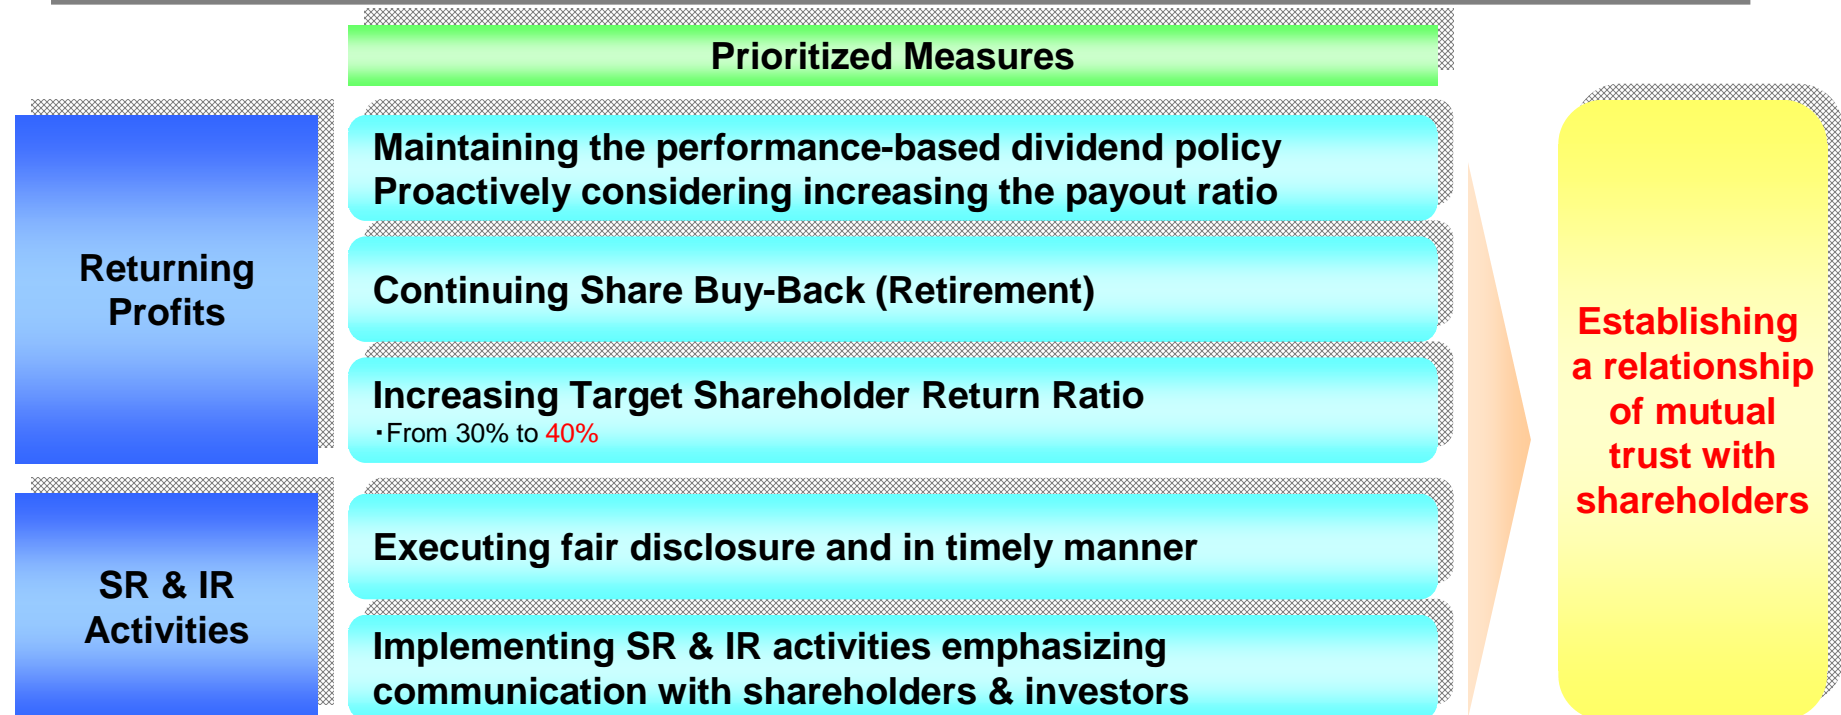 Prioritized Measures
Returning
Profits
Maintaining the performance-based dividend policy
Proactively considering increasing the payout ratio
Continuing Share Buy-Back (Retirement)
Increasing Target Shareholder Return Ratio
・From 30% to 40%
SR & IR
Activities
Executing fair disclosure and in timely manner
Implementing SR & IR activities emphasizing
communication with shareholders & investors
Establishing
a relationship
of mutual
trust with
shareholders